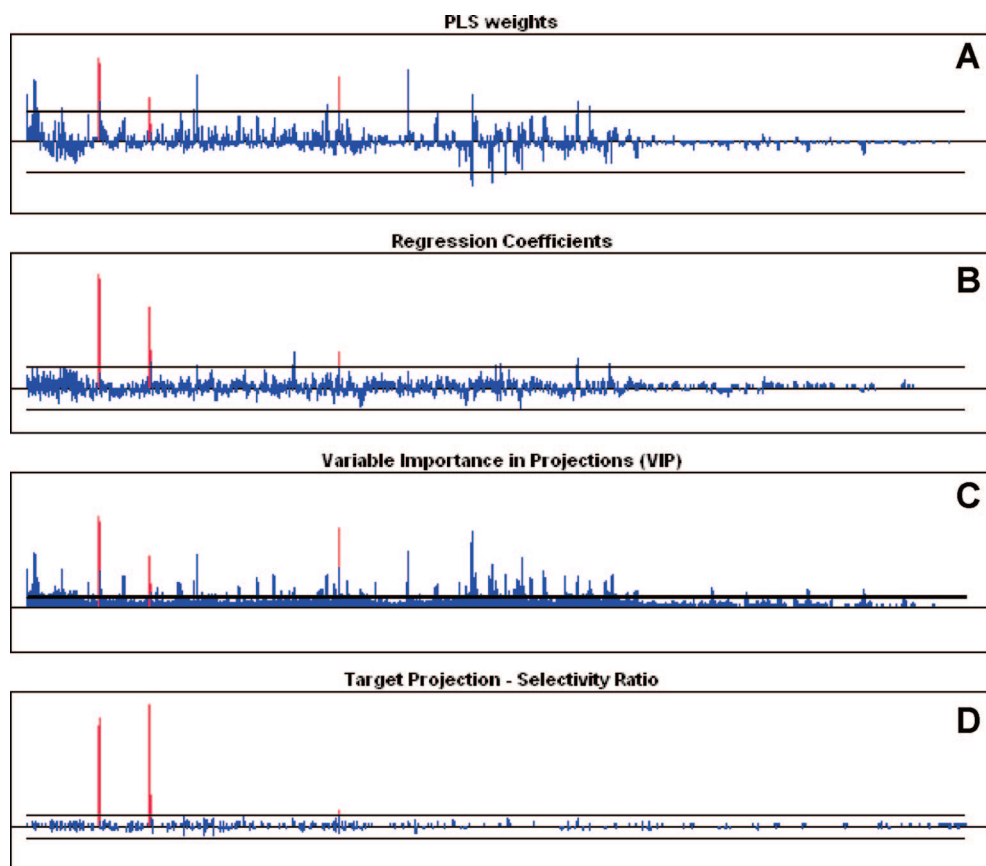 PLS weights
A
Regression Coefficients
B
Variable Importance in Projections (VIP)
C
Target Projection - Selectivity Ratio
D